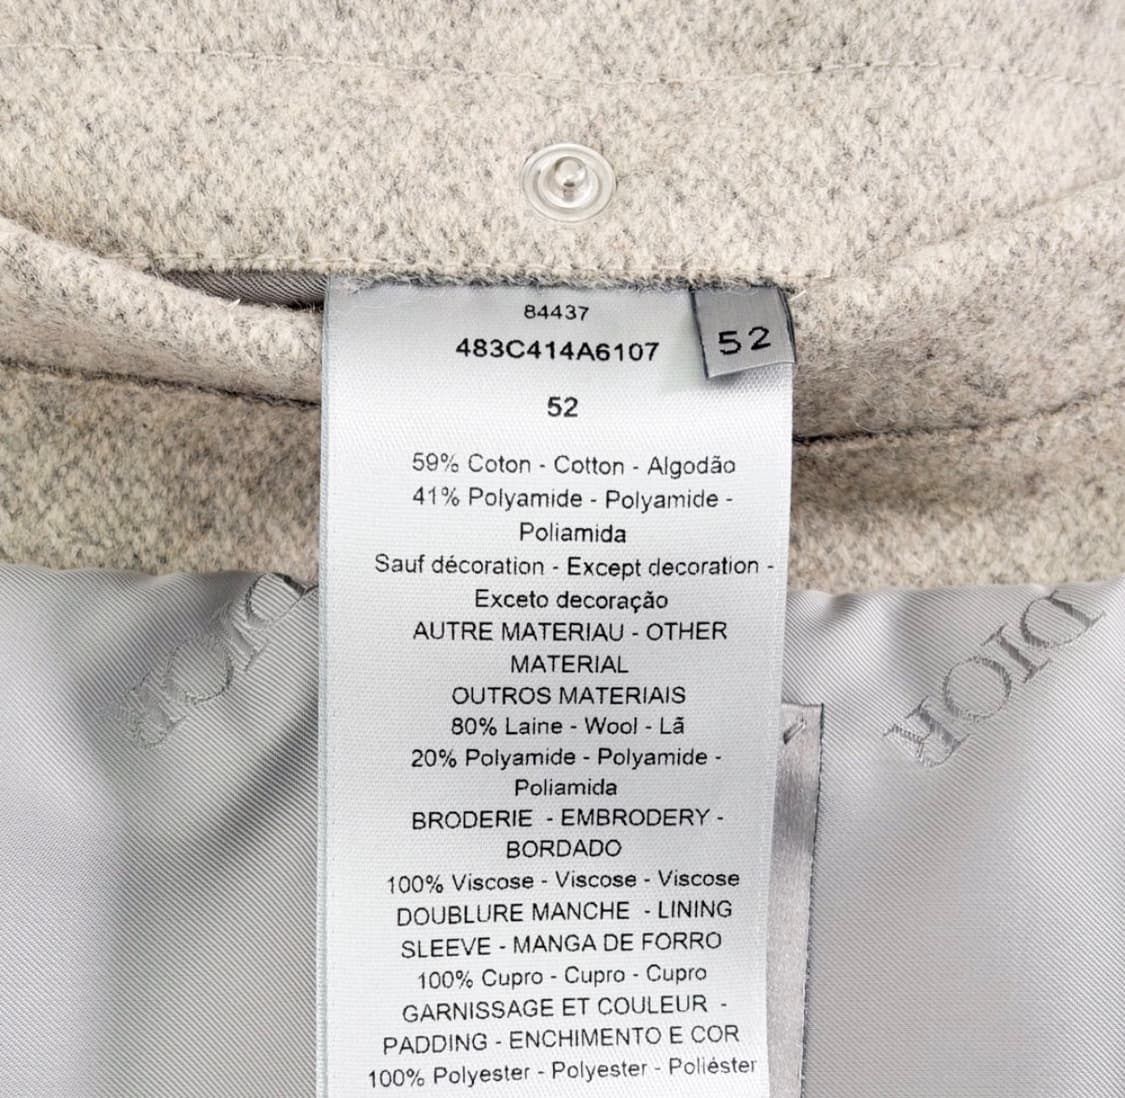 84437
483C414A6107
52
52
59% Coton - Cotton - Algodão
41% Polyamide - Polyamide -
Poliamida
Sauf décoration - Except decoration -
Exceto decoração
AUTRE MATERIAU - OTHER
MATERIAL
OUTROS MATERIAIS
80% Laine - Wool - Lã
20% Polyamide - Polyamide -
Poliamida
BRODERIE - EMBRODERY -
BORDADO
100% Viscose - Viscose - Viscose
DOUBLURE MANCHE - LINING
SLEEVE - MANGA DE FORRO
100% Cupro - Cupro - Cupro
GARNISSAGE ET COULEUR -
PADDING - ENCHIMENTO E COR
100% Polyester - Polyester - Poliéster
DIOR
DIOR